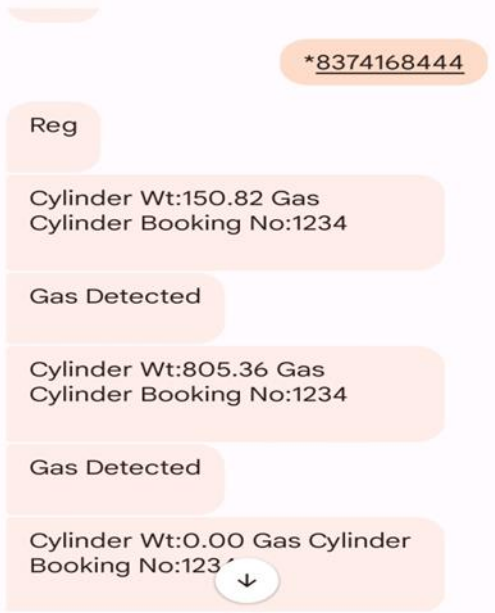 *8374168444
Reg
Cylinder Wt:150.82 Gas
Cylinder Booking No:1234
Gas Detected
Cylinder Wt:805.36 Gas
Cylinder Booking No:1234
Gas Detected
Cylinder Wt:0.00 Gas Cylinder
Booking No:123